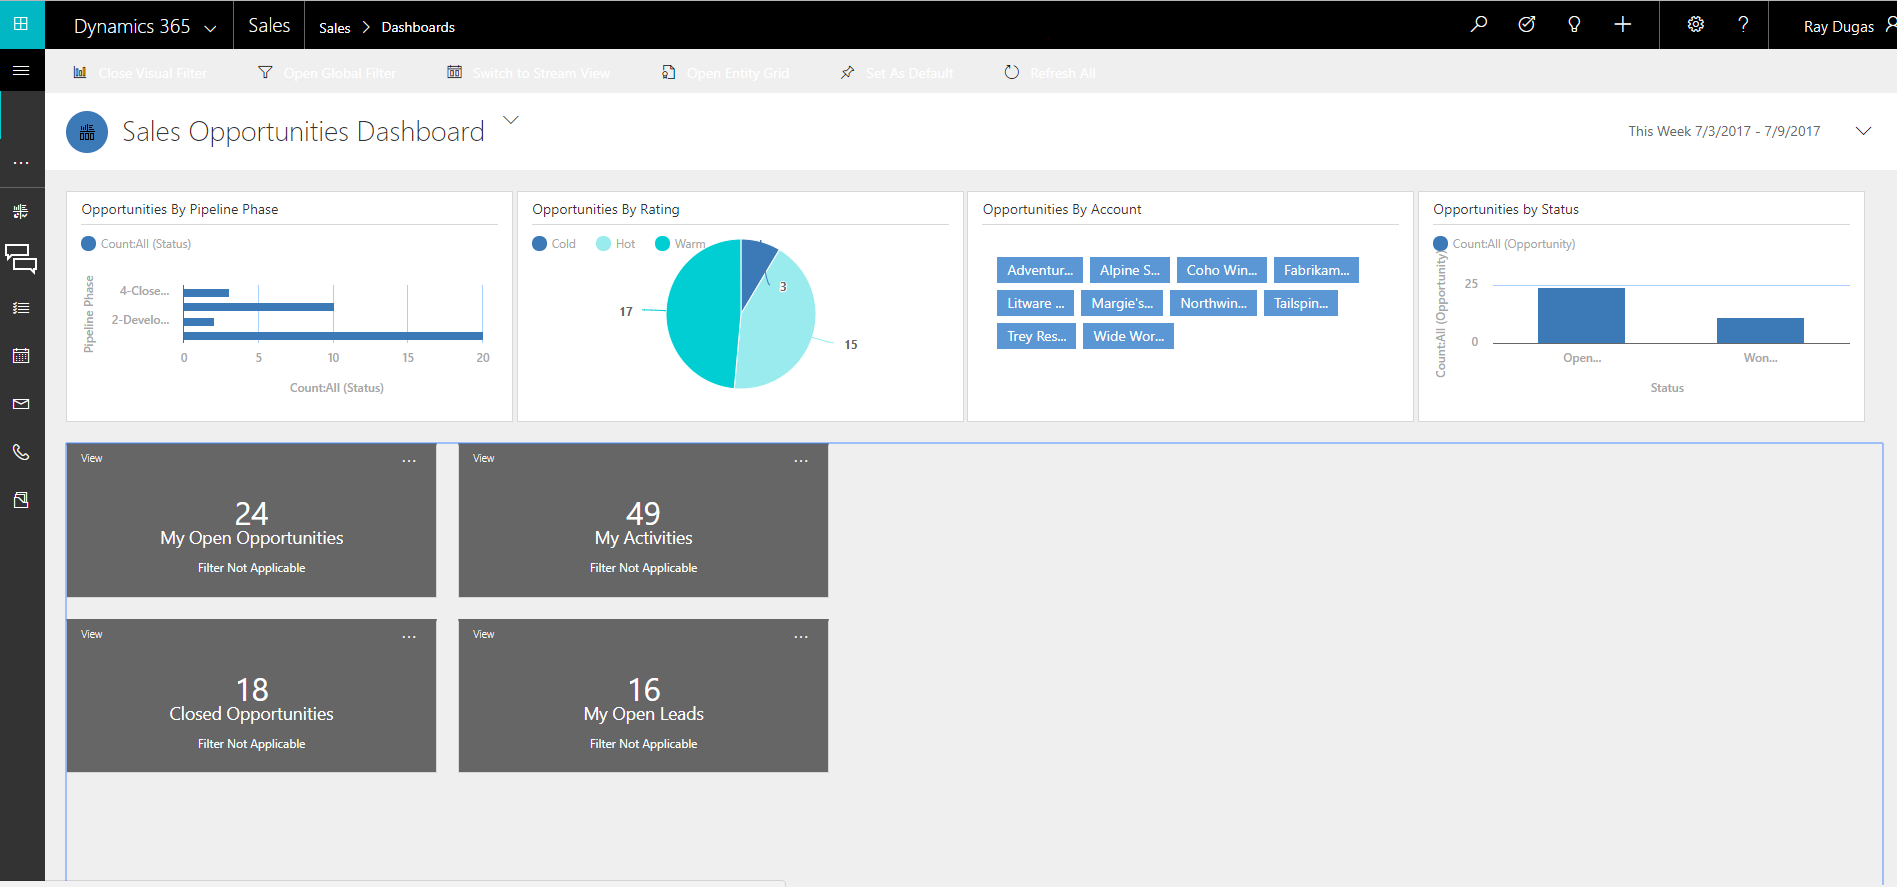 Dynamics 365 Sales Sales > Dashboards ? Ray Dugas
Close Visual Filter Open Global Filter Switch to Stream View Open Entity Grid Set As Default Refresh All
Sales Opportunities Dashboard
This Week 7/3/2017 - 7/9/2017
Opportunities By Pipeline Phase
Count:All (Status)
Pipeline Phase
4-Close...
2-Develo...
0 5 10 15 20
Count:All (Status)
Opportunities By Rating
Cold Hot Warm
3
17
15
Opportunities By Account
Adventur... Alpine S... Coho Win... Fabrikam...
Litware ... Margie's... Northwin... Tailspin...
Trey Res... Wide Wor...
Opportunities by Status
Count:All (Opportunity)
Count:All (Opportunity)
25
0
Open... Won...
Status
View ...
24
My Open Opportunities
Filter Not Applicable
View ...
49
My Activities
Filter Not Applicable
View ...
18
Closed Opportunities
Filter Not Applicable
View ...
16
My Open Leads
Filter Not Applicable